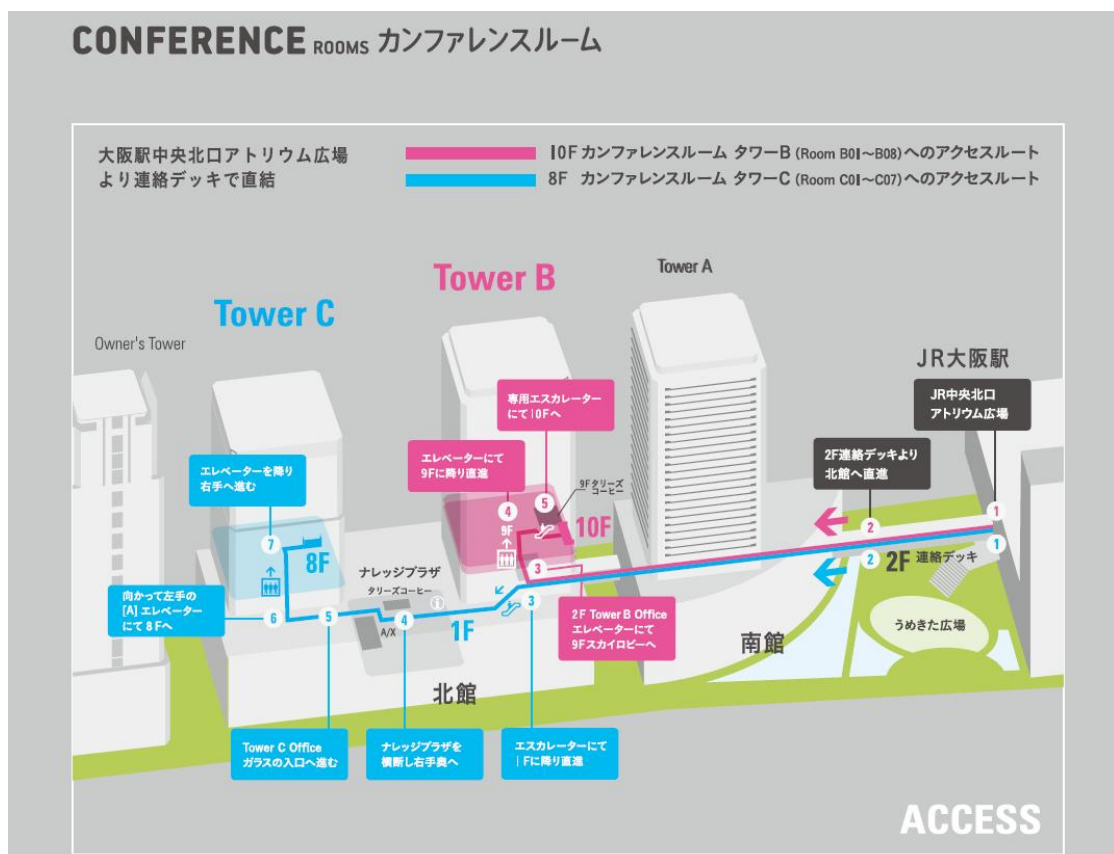 CONFERENCE ROOMS カンファレンスルーム
大阪駅中央北口アトリウム広場
より連絡デッキで直結
10F カンファレンスルーム タワーB (Room B01～B08)へのアクセスルート
8F カンファレンスルーム タワーC (Room C01～C07)へのアクセスルート
Tower A
Tower B
Tower C
Owner's Tower
JR大阪駅
JR中央北口
アトリウム広場
専用エスカレーター
にて10Fへ
2F連絡デッキより
北館へ直進
エレベーターにて
9Fに降り直進
エレベーターを降り
右手へ進む
9Fタリーズ
コーヒー
4
5
9F
10F
3
1
2
1
2
2F 連絡デッキ
7
8F
ナレッジプラザ
タリーズコーヒー
i
3
向かって左手の
[A]エレベーター
にて8Fへ
6
5
4
1F
A/X
2F Tower B Office
エレベーターにて
9Fスカイロビーへ
うめきた広場
南館
北館
Tower C Office
ガラスの入口へ進む
ナレッジプラザを
横断し右手奥へ
エスカレーターにて
1Fに降り直進
ACCESS